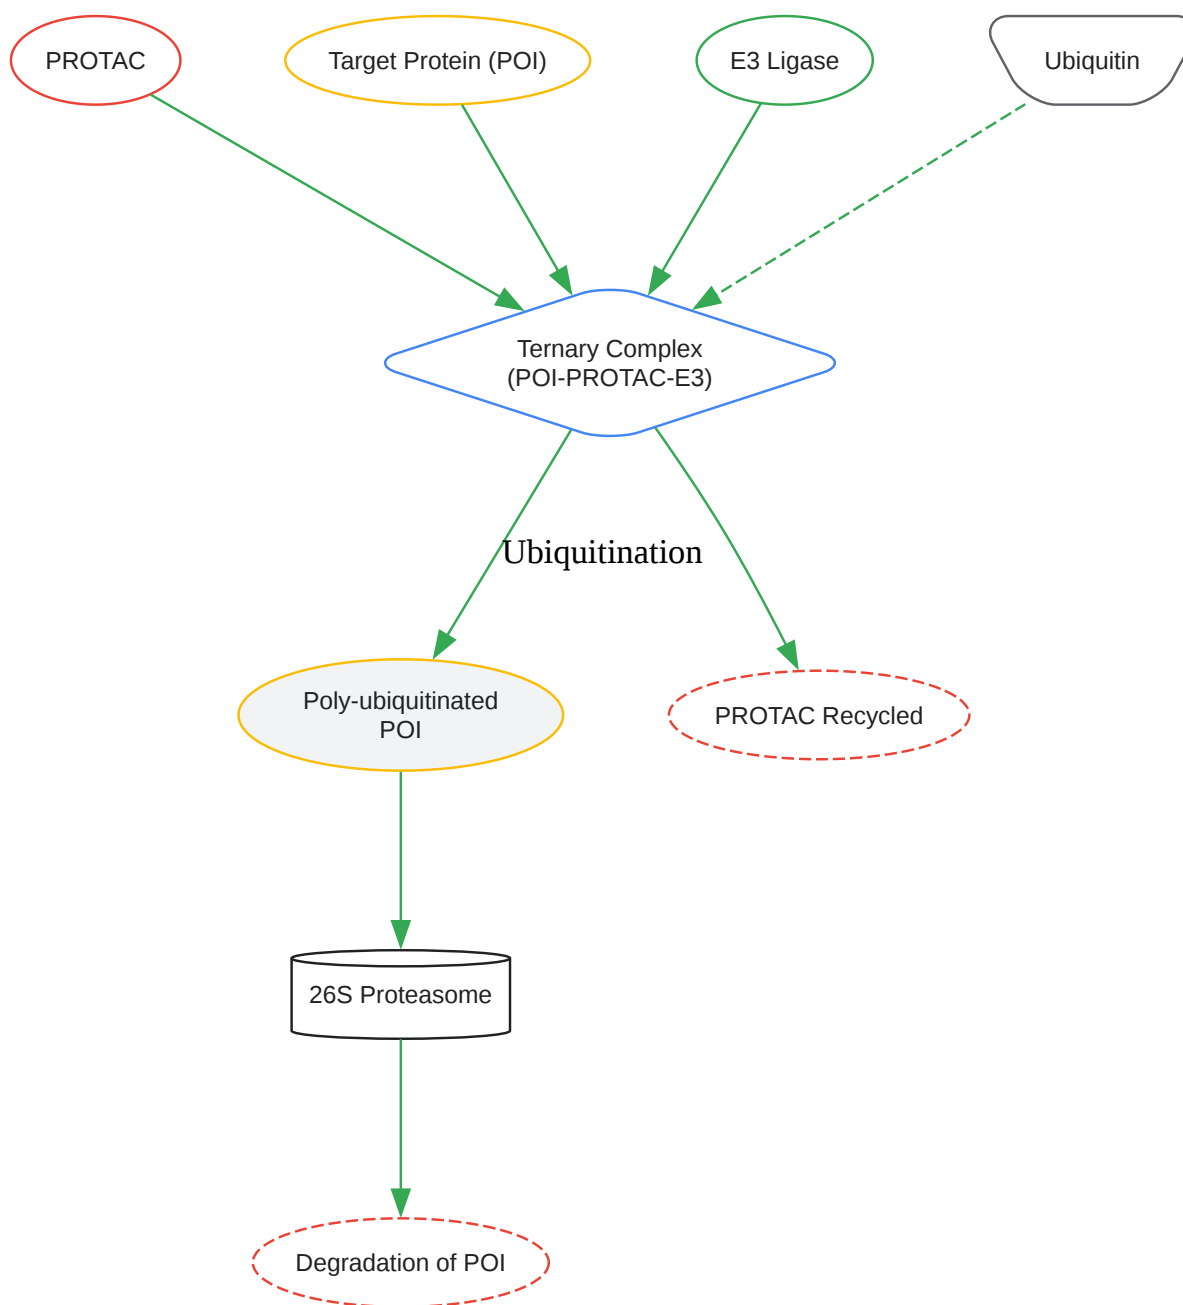 PROTAC
Target Protein (POI)
E3 Ligase
Ubiquitin
Ternary Complex
(POI-PROTAC-E3)
Ubiquitination
Poly-ubiquitinated
POI
PROTAC Recycled
26S Proteasome
Degradation of POI